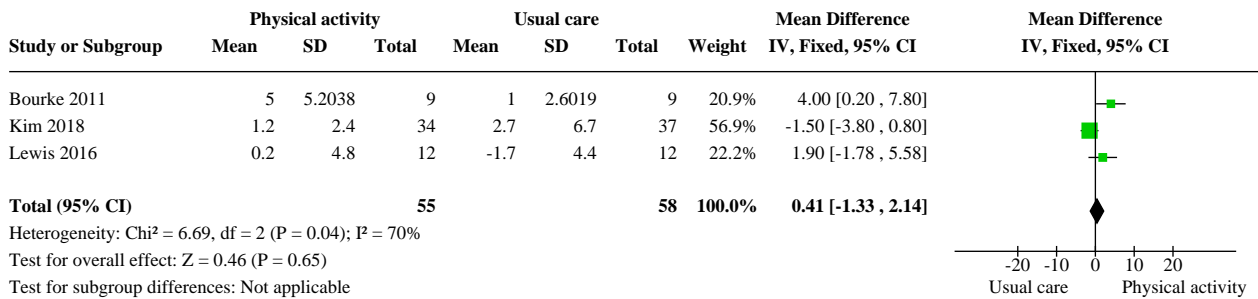 Physical activity Usual care Mean Difference Mean Difference
Study or Subgroup Mean SD Total Mean SD Total Weight IV, Fixed, 95% CI IV, Fixed, 95% CI
Bourke 2011 5 5.2038 9 1 2.6019 9 20.9% 4.00 [0.20 , 7.80]
Kim 2018 1.2 2.4 34 2.7 6.7 37 56.9% -1.50 [-3.80 , 0.80]
Lewis 2016 0.2 4.8 12 -1.7 4.4 12 22.2% 1.90 [-1.78 , 5.58]
Total (95% CI) 55 58 100.0% 0.41 [-1.33 , 2.14]
Heterogeneity: Chi² = 6.69, df = 2 (P = 0.04); I² = 70%
Test for overall effect: Z = 0.46 (P = 0.65)
-20 -10 0 10 20
Test for subgroup differences: Not applicable
Usual care Physical activity